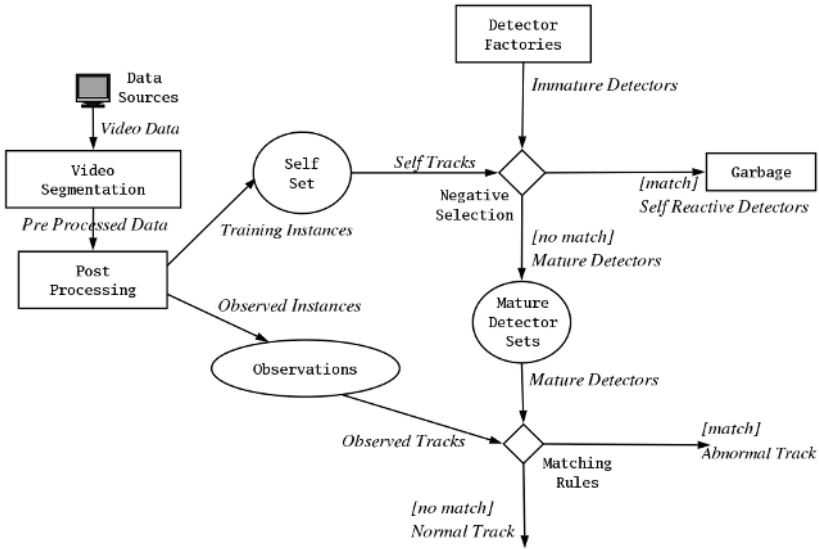 Detector
Factories
Data
Sources
Immature Detectors
Video Data
Video
Segmentation
Self
Set
Self Tracks
Garbage
[match]
Self Reactive Detectors
Negative
Selection
Pre Processed Data
Training Instances
[no match]
Mature Detectors
Post
Processing
Observed Instances
Mature
Detector
Sets
Observations
Mature Detectors
Observed Tracks
[match]
Abnormal Track
Matching
Rules
[no match]
Normal Track